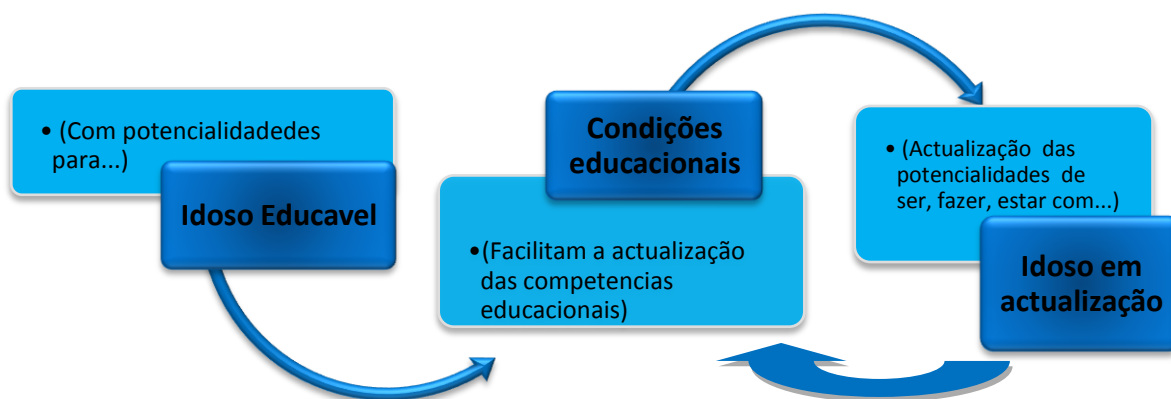 • (Com potencialidadedes
para...)
Idoso Educavel
Condições
educacionais
•(Facilitam a actualização
das competencias
educacionais)
• (Actualização das
potencialidades de
ser, fazer, estar com...)
Idoso em
actualização